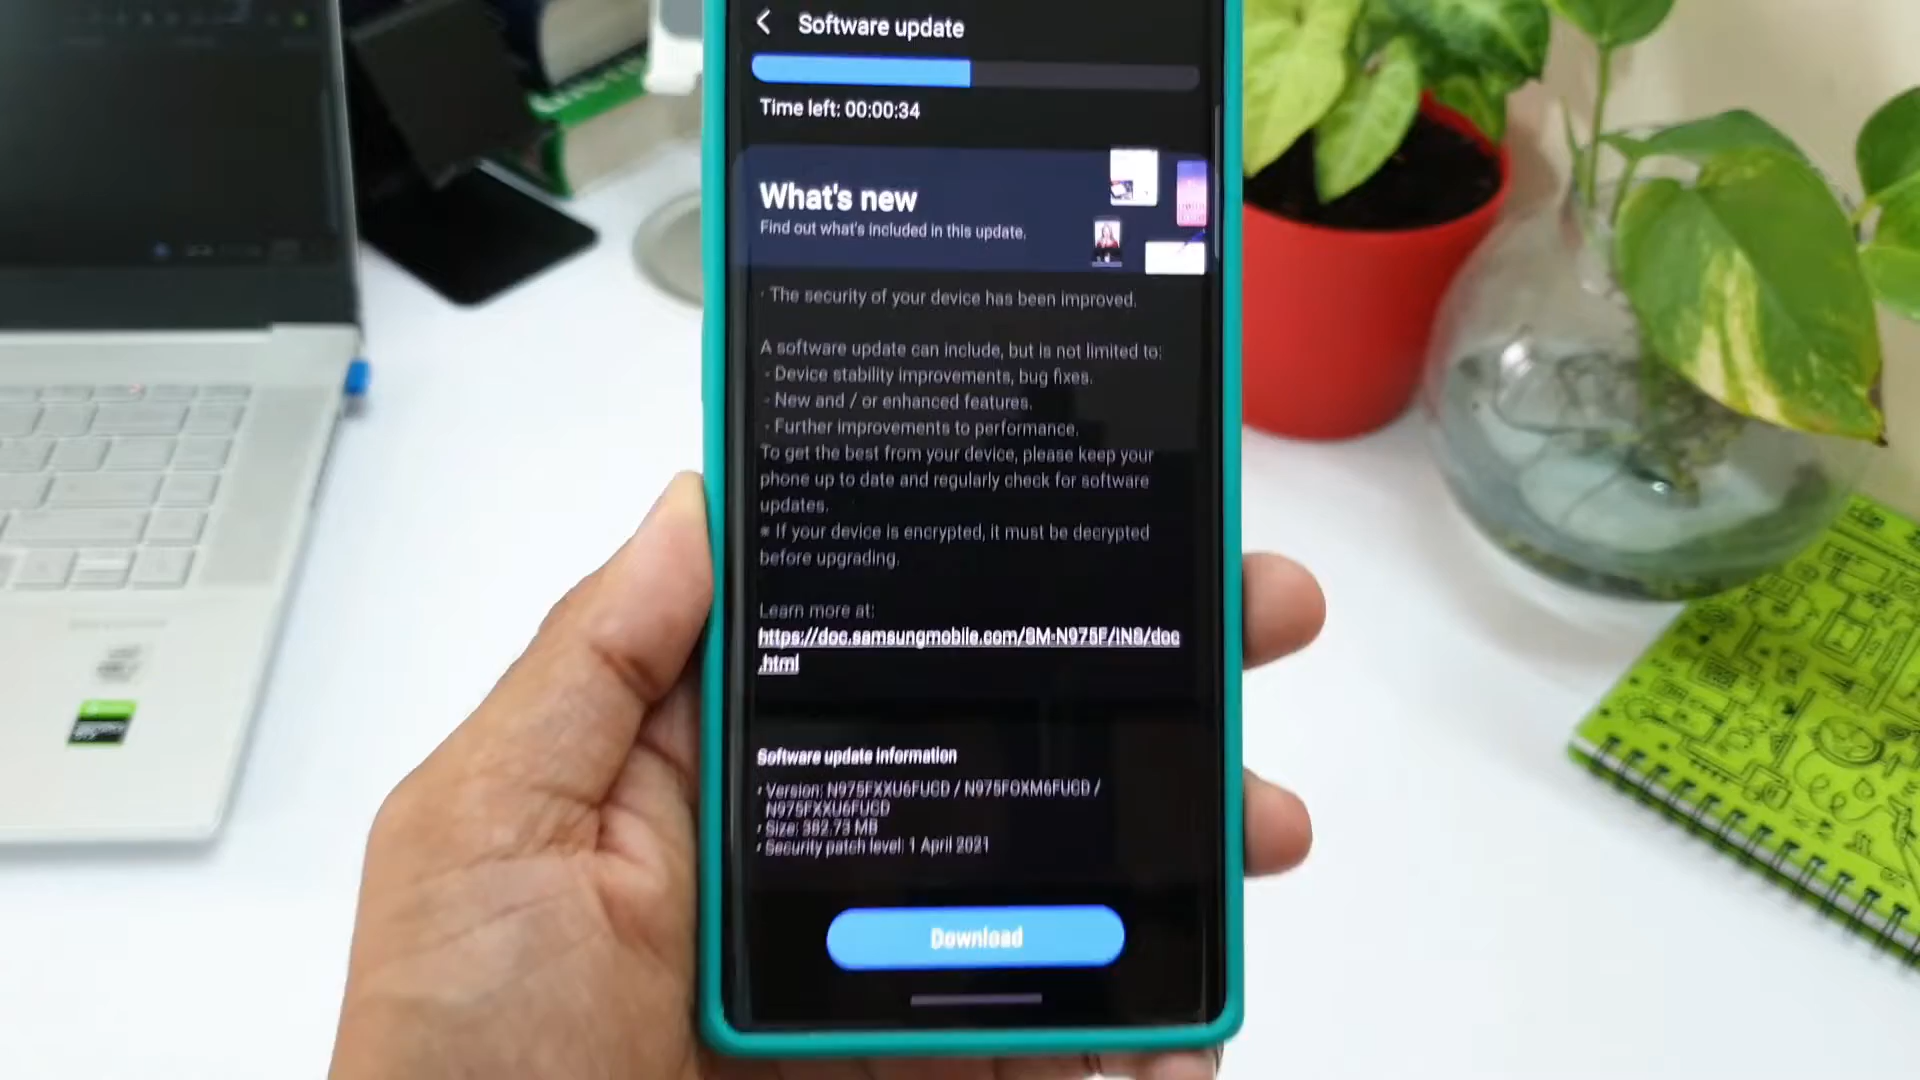 Software update
Time left: 00:00:34
What's new
Find out what's included in this update.
· The security of your device has been improved.
A software update can include, but is not limited to:
- Device stability improvements, bug fixes.
- New and / or enhanced features.
- Further improvements to performance.
To get the best from your device, please keep your
phone up to date and regularly check for software
updates.
※ If your device is encrypted, it must be decrypted
before upgrading.
Learn more at:
https://doc.samsungmobile.com/SM-N975F/INS/doc
.html
Software update information
• Version: N975FXXU6FUCD / N975FOXM6FUCD /
N975FXXU6FUCD
• Size: 382.73 MB
• Security patch level: 1 April 2021
Download